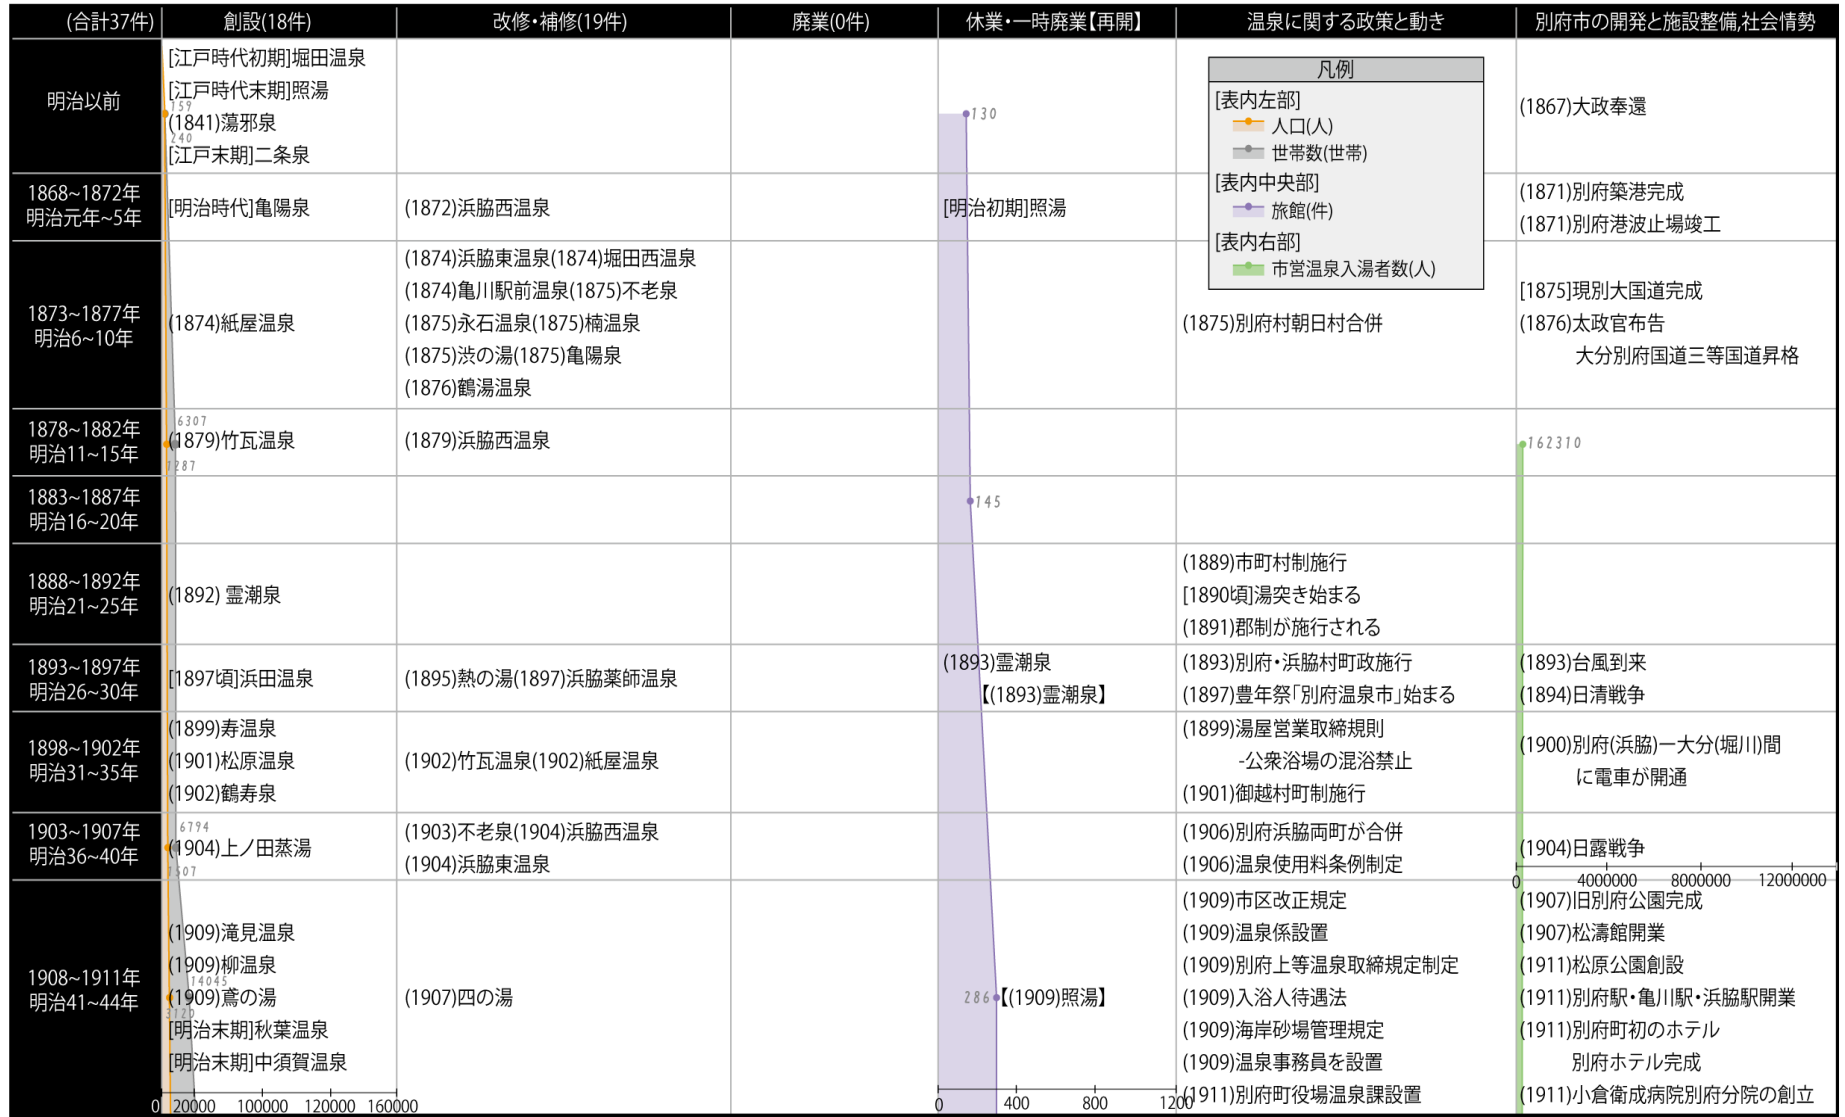 (合計37件) 創設(18件) 改修・補修(19件) 廃業(0件) 休業・一時廃業【再開】 温泉に関する政策と動き 別府市の開発と施設整備,社会情勢
明治以前
[江戸時代初期]堀田温泉
[江戸時代末期]照湯
159
(1841)蕩邪泉
240
[江戸末期]二条泉
130
凡例
[表内左部]
人口(人)
世帯数(世帯)
[表内中央部]
旅館(件)
[表内右部]
市営温泉入湯者数(人)
(1867)大政奉還
1868~1872年
明治元年~5年
[明治時代]亀陽泉
(1872)浜脇西温泉
[明治初期]照湯
(1871)別府築港完成
(1871)別府港波止場竣工
1873~1877年
明治6~10年
(1874)紙屋温泉
(1874)浜脇東温泉(1874)堀田西温泉
(1874)亀川駅前温泉(1875)不老泉
(1875)永石温泉(1875)楠温泉
(1875)渋の湯(1875)亀陽泉
(1876)鶴湯温泉
(1875)別府村朝日村合併
[1875]現別大国道完成
(1876)太政官布告
大分別府国道三等国道昇格
1878~1882年
明治11~15年
6307
(1879)竹瓦温泉
1287
(1879)浜脇西温泉
162310
1883~1887年
明治16~20年
145
1888~1892年
明治21~25年
(1892) 霊潮泉
(1889)市町村制施行
[1890頃]湯突き始まる
(1891)郡制が施行される
1893~1897年
明治26~30年
[1897頃]浜田温泉
(1895)熱の湯(1897)浜脇薬師温泉
(1893)霊潮泉
【(1893)霊潮泉】
(1893)別府・浜脇村町政施行
(1897)豊年祭「別府温泉市」始まる
(1893)台風到来
(1894)日清戦争
1898~1902年
明治31~35年
(1899)寿温泉
(1901)松原温泉
(1902)鶴寿泉
(1902)竹瓦温泉(1902)紙屋温泉
(1899)湯屋営業取締規則
-公衆浴場の混浴禁止
(1901)御越村町制施行
(1900)別府(浜脇)ー大分(堀川)間
に電車が開通
1903~1907年
明治36~40年
6794
(1904)上ノ田蒸湯
1507
(1903)不老泉(1904)浜脇西温泉
(1904)浜脇東温泉
(1906)別府浜脇両町が合併
(1906)温泉使用料条例制定
(1904)日露戦争
0 4000000 8000000 12000000
1908~1911年
明治41~44年
(1909)滝見温泉
(1909)柳温泉
14045
(1909)鳶の湯
3120
[明治末期]秋葉温泉
[明治末期]中須賀温泉
(1907)四の湯
286
【(1909)照湯】
(1909)市区改正規定
(1909)温泉係設置
(1909)別府上等温泉取締規定制定
(1909)入浴人待遇法
(1909)海岸砂場管理規定
(1909)温泉事務員を設置
(1911)別府町役場温泉課設置
(1907)旧別府公園完成
(1907)松濤館開業
(1911)松原公園創設
(1911)別府駅・亀川駅・浜脇駅開業
(1911)別府町初のホテル
別府ホテル完成
(1911)小倉衛成病院別府分院の創立
0 20000 100000 120000 160000
0 400 800 1200